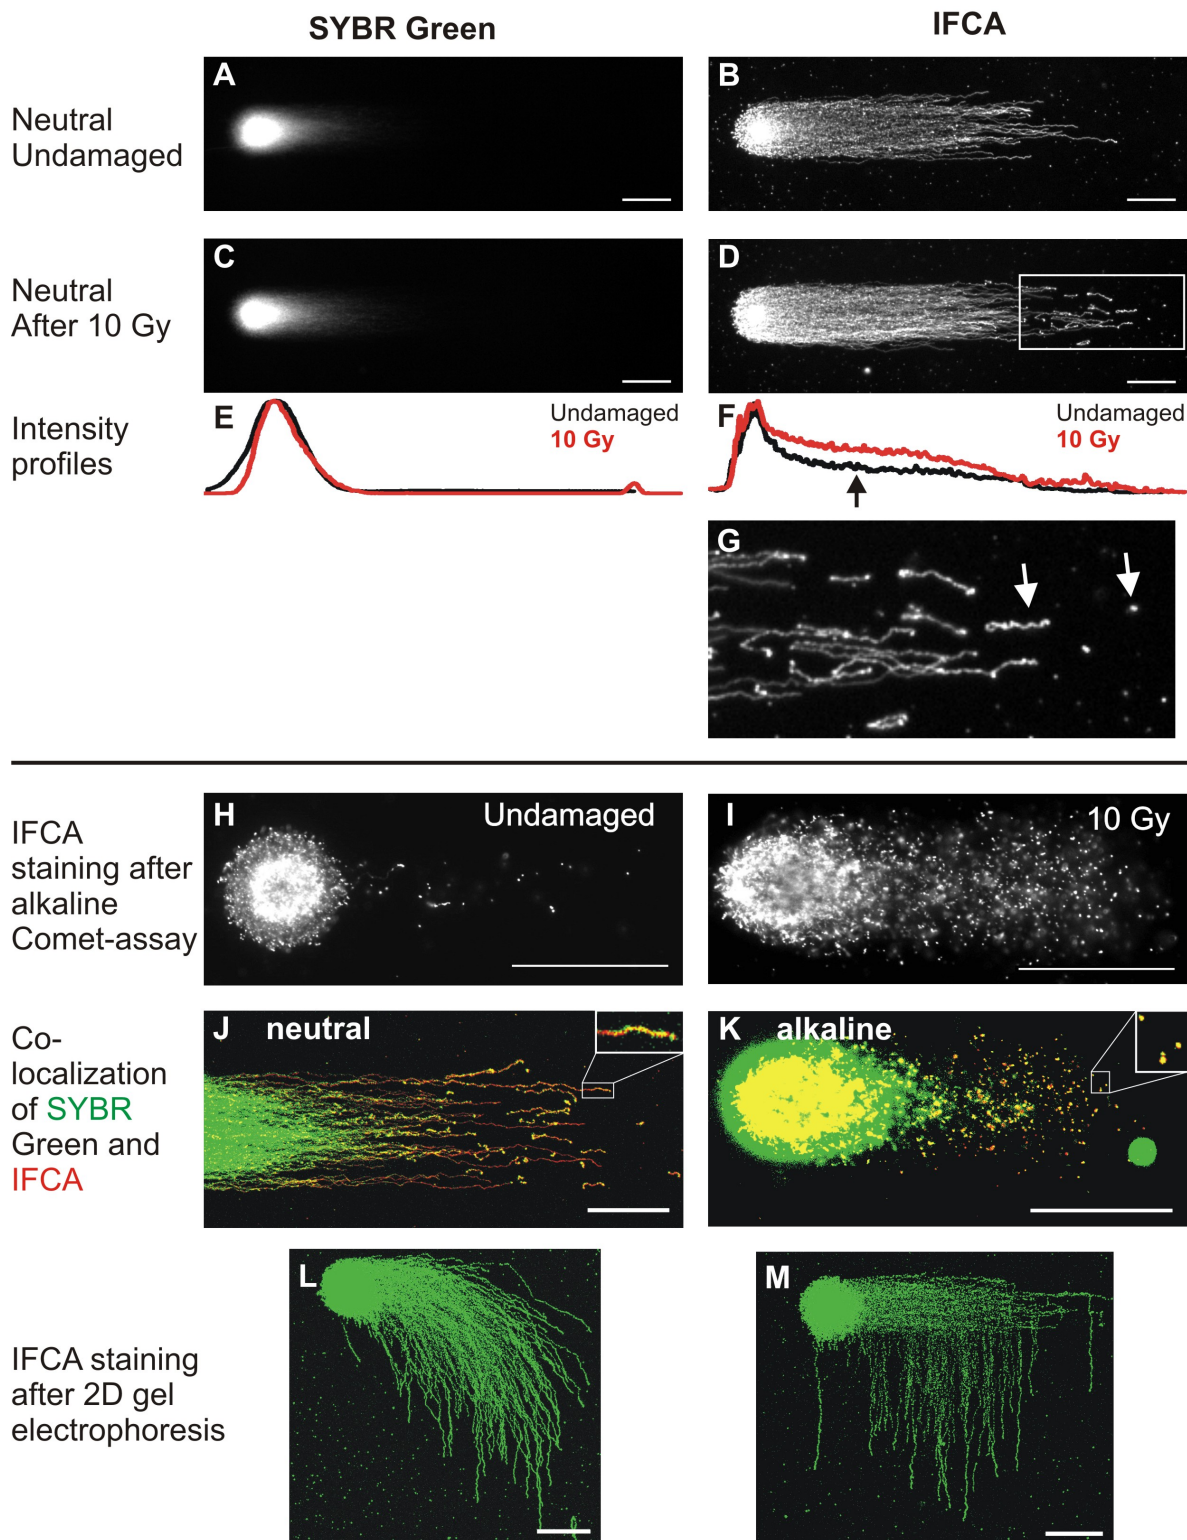 SYBR Green
IFCA
Neutral
Undamaged
A
B
Neutral
After 10 Gy
C
D
Intensity
profiles
E
Undamaged
10 Gy
F
Undamaged
10 Gy
G
IFCA
staining after
alkaline
Comet-assay
H
Undamaged
I
10 Gy
Co-
localization
of SYBR
Green and
IFCA
J neutral
K alkaline
IFCA staining
after 2D gel
electrophoresis
L
M